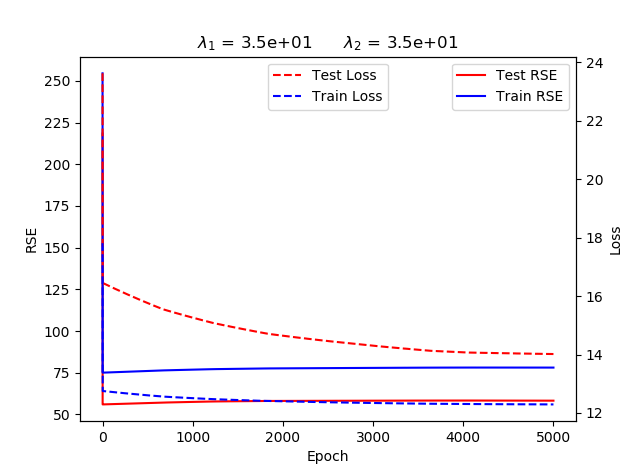 λ1 = 3.5e+01 λ2 = 3.5e+01
Test Loss
Train Loss
Test RSE
Train RSE
250
225
200
175
150
125
100
75
50
RSE
24
22
20
18
16
14
12
Loss
0 1000 2000 3000 4000 5000
Epoch